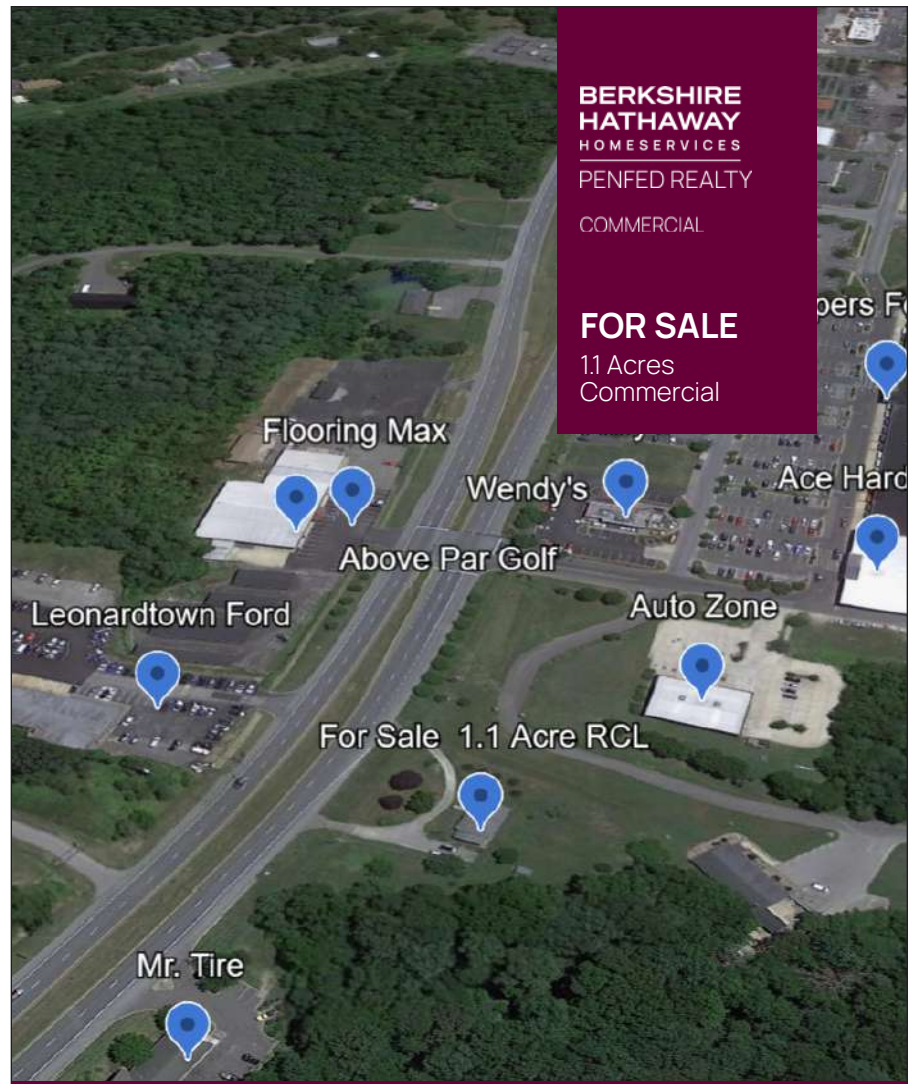 BERKSHIRE
HATHAWAY
HOMESERVICES
PENFED REALTY
COMMERCIAL
FOR SALE
1.1 Acres
Commercial
Flooring Max
Wendy's
Ace
Above Par Golf
Leonardtown Ford
Auto Zone
For Sale 1.1 Acre RCL
Mr. Tire